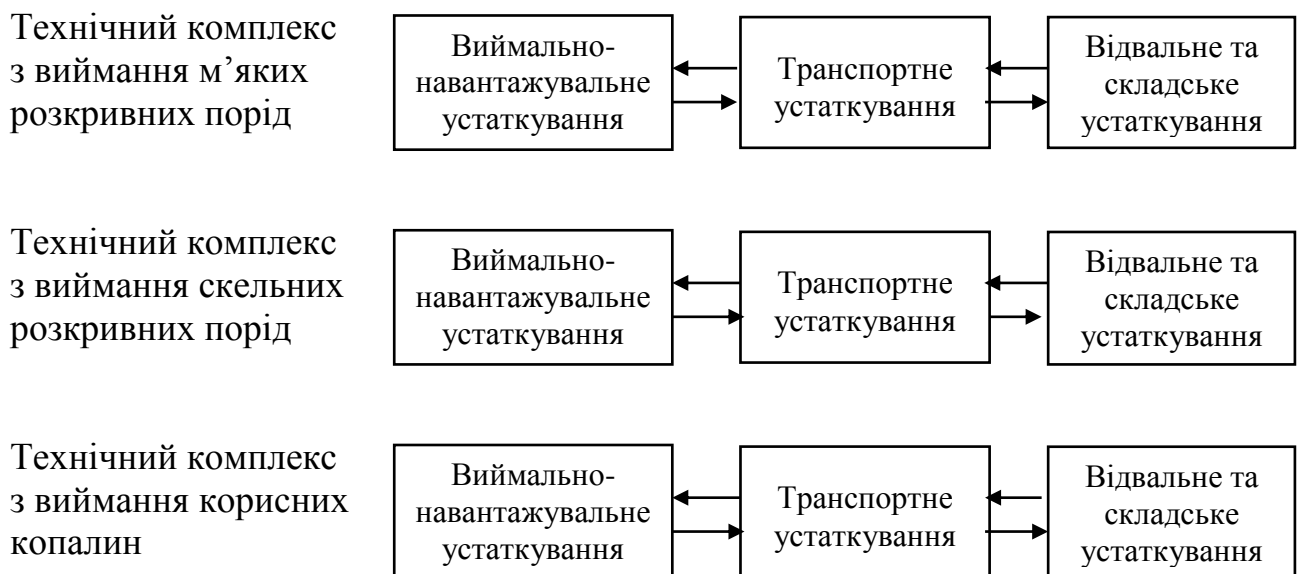 Технічний комплекс
з виймання м’яких
розкривних порід
Виймально-
навантажувальне
устаткування
Транспортне
устаткування
Відвальне та
складське
устаткування
Технічний комплекс
з виймання скельних
розкривних порід
Виймально-
навантажувальне
устаткування
Транспортне
устаткування
Відвальне та
складське
устаткування
Технічний комплекс
з виймання корисних
копалин
Виймально-
навантажувальне
устаткування
Транспортне
устаткування
Відвальне та
складське
устаткування